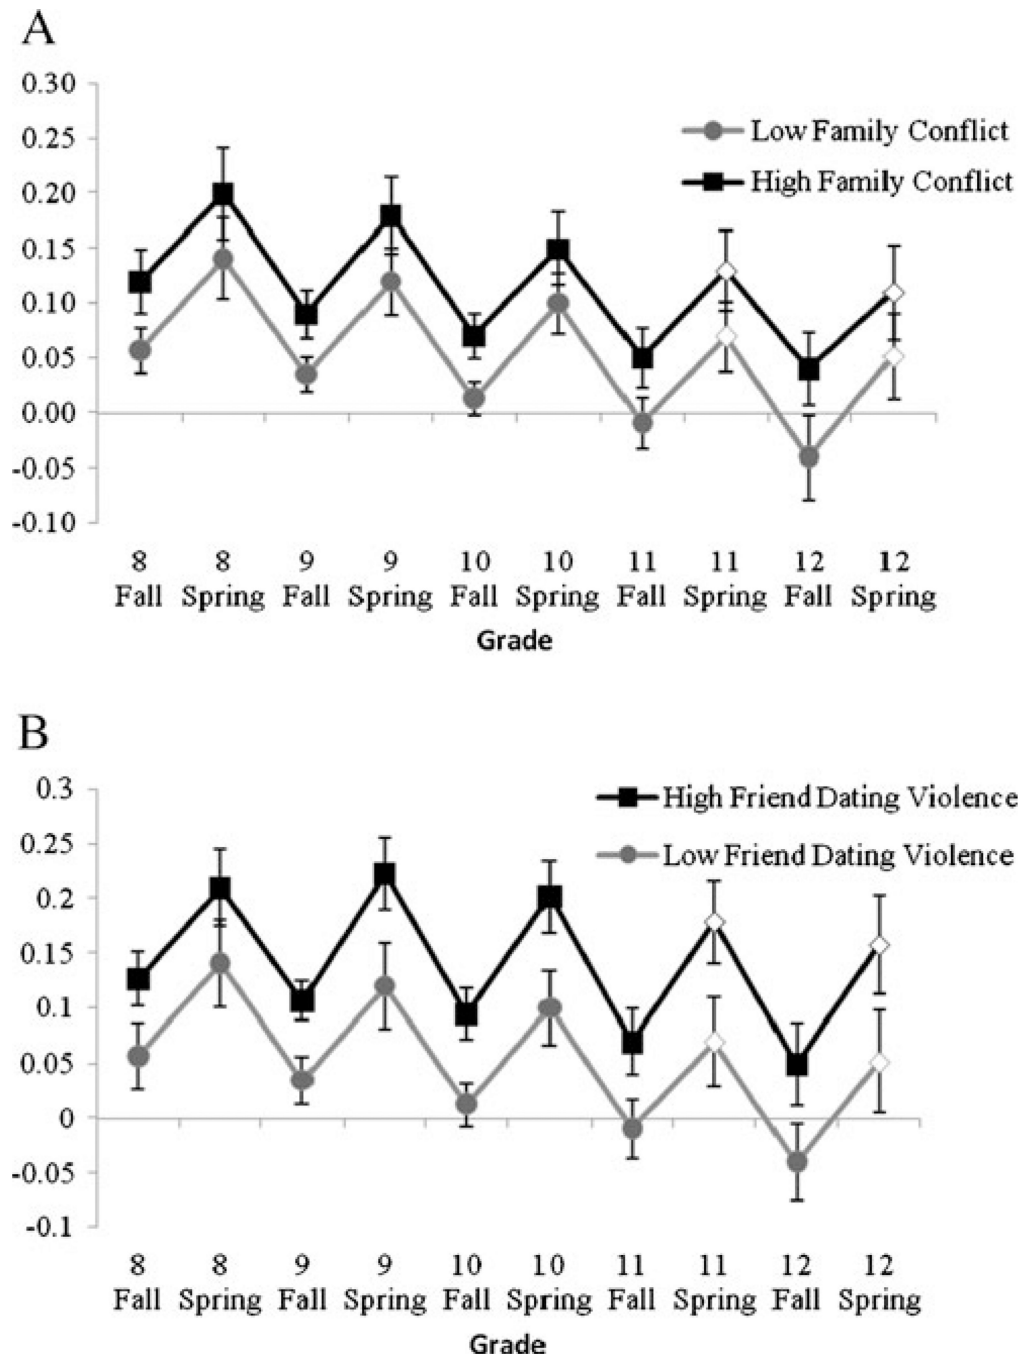 A
0.30
0.25
0.20
0.15
0.10
0.05
0.00
-0.05
-0.10
Low Family Conflict
High Family Conflict
8 8 9 9 10 10 11 11 12 12
Fall Spring Fall Spring Fall Spring Fall Spring Fall Spring
Grade
B
0.3
0.25
0.2
0.15
0.1
0.05
0
-0.05
-0.1
High Friend Dating Violence
Low Friend Dating Violence
8 8 9 9 10 10 11 11 12 12
Fall Spring Fall Spring Fall Spring Fall Spring Fall Spring
Grade